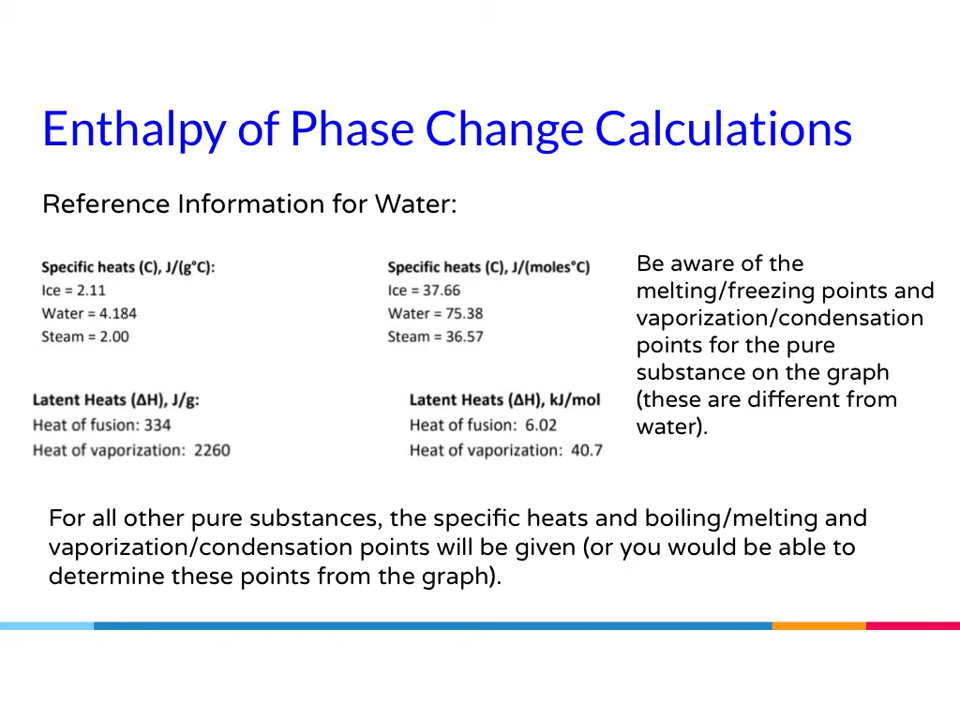 Enthalpy of Phase Change Calculations
Reference Information for Water:
Specific heats (C), J/(g°C):
Ice = 2.11
Water = 4.184
Steam = 2.00
Specific heats (C), J/(moles°C)
Ice = 37.66
Water = 75.38
Steam = 36.57
Latent Heats (ΔH), J/g:
Heat of fusion: 334
Heat of vaporization: 2260
Latent Heats (ΔH), kJ/mol
Heat of fusion: 6.02
Heat of vaporization: 40.7
Be aware of the
melting/freezing points and
vaporization/condensation
points for the pure
substance on the graph
(these are different from
water).
For all other pure substances, the specific heats and boiling/melting and
vaporization/condensation points will be given (or you would be able to
determine these points from the graph).